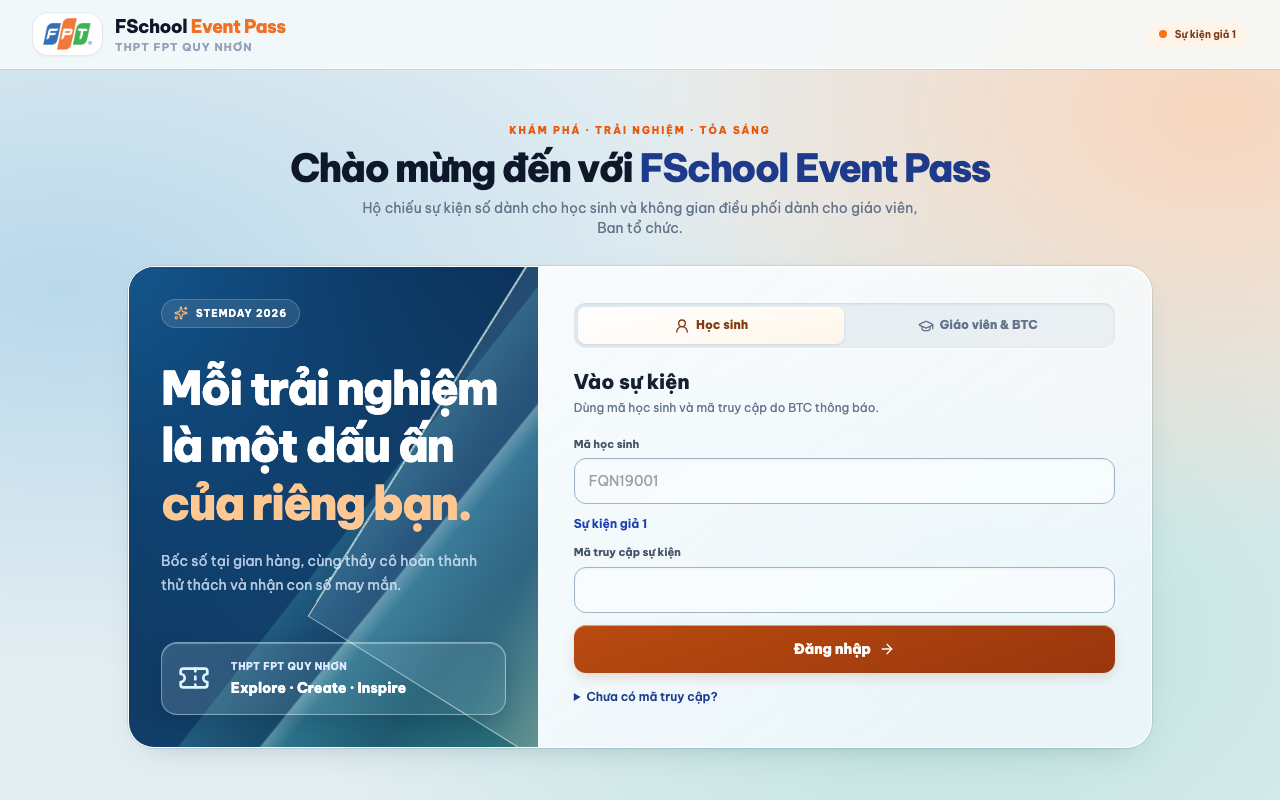 FPT
FSchool Event Pass
THPT FPT QUY NHƠN
Sự kiện giả 1
KHÁM PHÁ · TRẢI NGHIỆM · TỎA SÁNG
Chào mừng đến với FSchool Event Pass
Hộ chiếu sự kiện số dành cho học sinh và không gian điều phối dành cho giáo viên,
Ban tổ chức.
STEMDAY 2026
Mỗi trải nghiệm
là một dấu ấn
của riêng bạn.
Bốc số tại gian hàng, cùng thầy cô hoàn thành
thử thách và nhận con số may mắn.
THPT FPT QUY NHƠN
Explore · Create · Inspire
Học sinh
Giáo viên & BTC
Vào sự kiện
Dùng mã học sinh và mã truy cập do BTC thông báo.
Mã học sinh
FQN19001
Sự kiện giả 1
Mã truy cập sự kiện
Đăng nhập →
Chưa có mã truy cập?